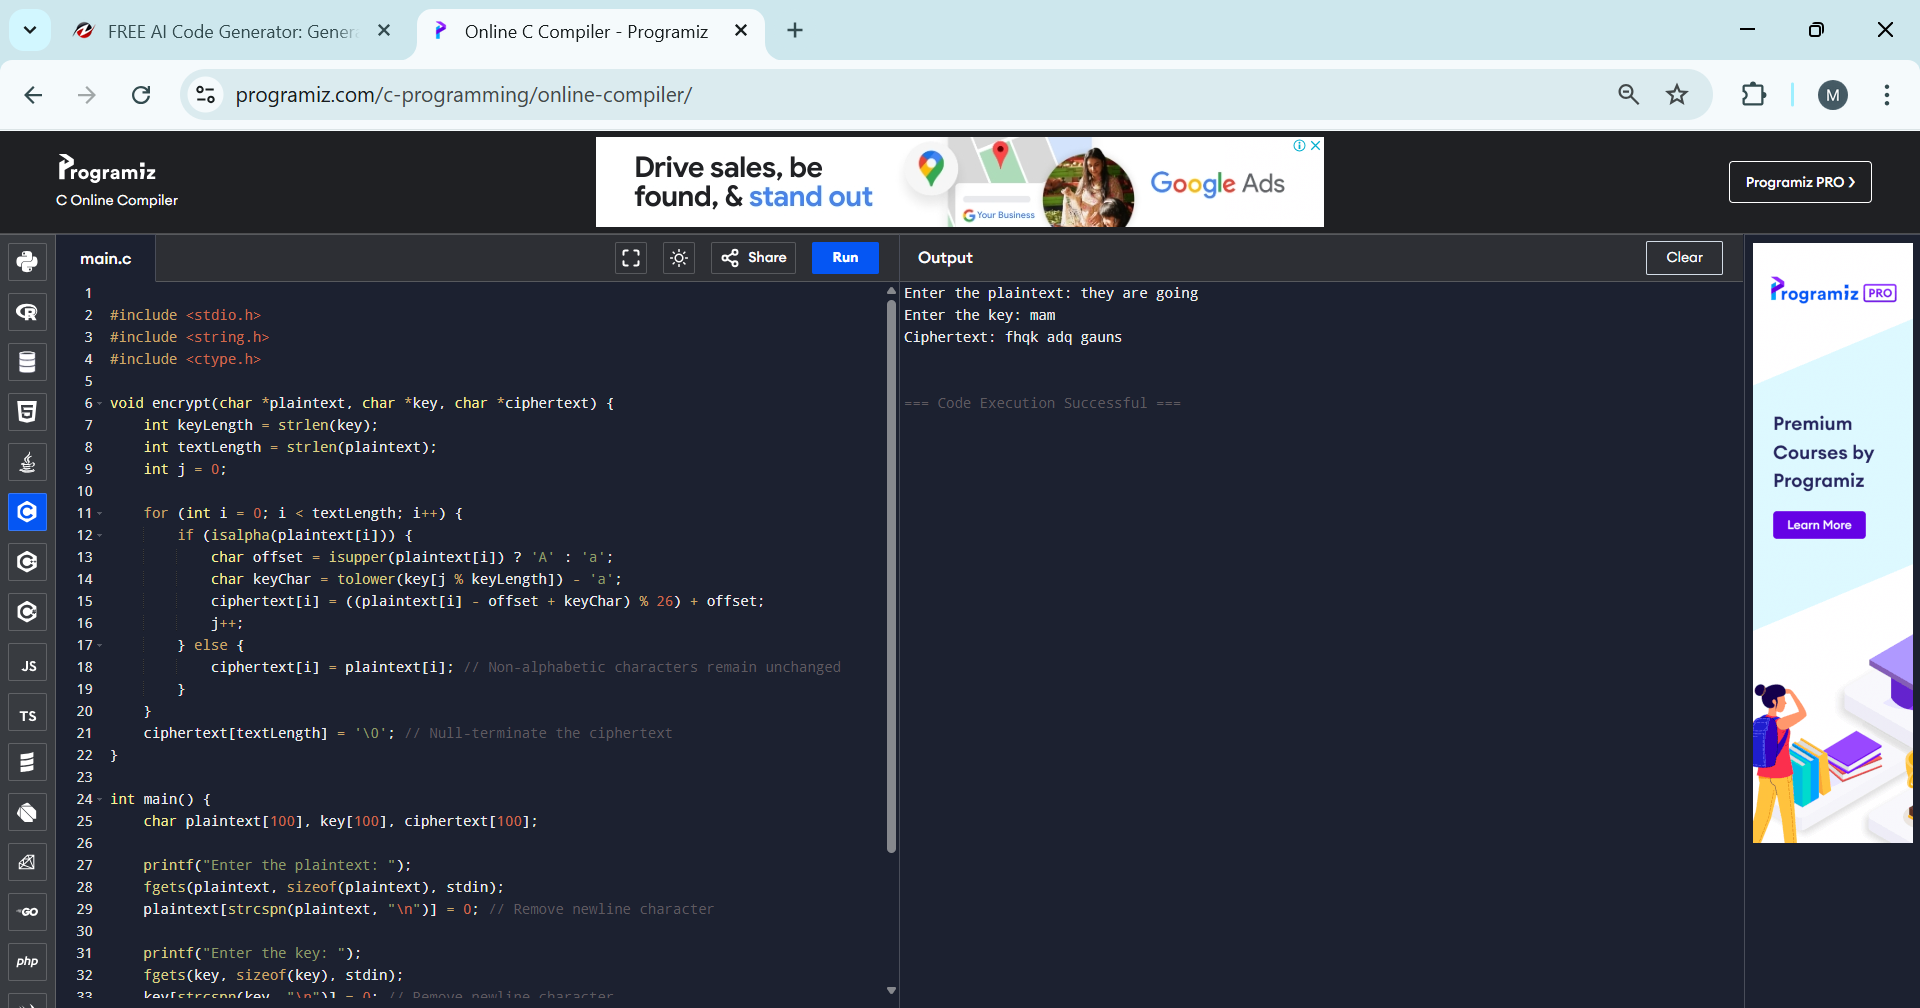 FREE AI Code Generator: Genera
Online C Compiler - Programiz
programiz.com/c-programming/online-compiler/
M
Programiz
C Online Compiler
Drive sales, be
found, & stand out
Your Business
Google Ads
Programiz PRO
main.c
Share
Run
Output
Clear
1
2 #include <stdio.h>
3 #include <string.h>
4 #include <ctype.h>
5
6 void encrypt(char *plaintext, char *key, char *ciphertext) {
7 int keyLength = strlen(key);
8 int textLength = strlen(plaintext);
9 int j = 0;
10
11 for (int i = 0; i < textLength; i++) {
12 if (isalpha(plaintext[i])) {
13 char offset = isupper(plaintext[i]) ? 'A' : 'a';
14 char keyChar = tolower(key[j % keyLength]) - 'a';
15 ciphertext[i] = ((plaintext[i] - offset + keyChar) % 26) + offset;
16 j++;
17 } else {
18 ciphertext[i] = plaintext[i]; // Non-alphabetic characters remain unchanged
19 }
20 }
21 ciphertext[textLength] = '\0'; // Null-terminate the ciphertext
22 }
23
24 int main() {
25 char plaintext[100], key[100], ciphertext[100];
26
27 printf("Enter the plaintext: ");
28 fgets(plaintext, sizeof(plaintext), stdin);
29 plaintext[strcspn(plaintext, "\n")] = 0; // Remove newline character
30
31 printf("Enter the key: ");
32 fgets(key, sizeof(key), stdin);
33 key[strcspn(key, "\n")] = 0; // Remove newline character
Enter the plaintext: they are going
Enter the key: mam
Ciphertext: fhqk adq gauns
=== Code Execution Successful ===
JS
TS
GO
php
Programiz PRO
Premium
Courses by
Programiz
Learn More